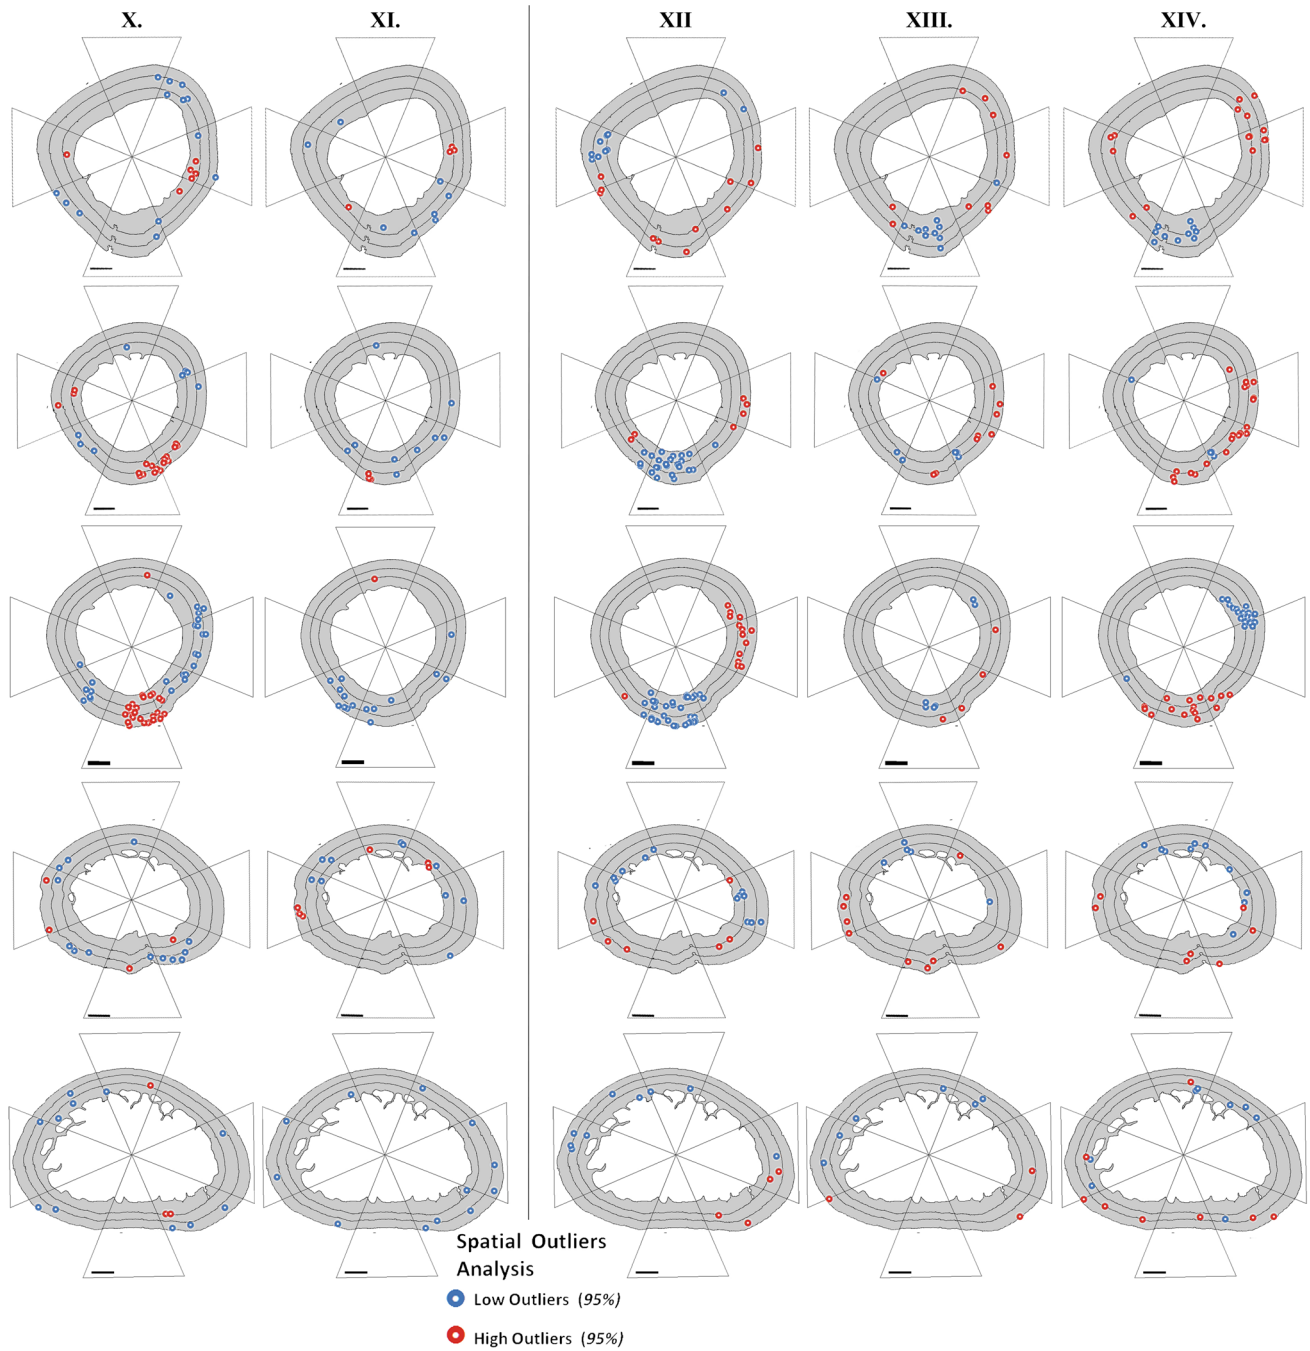 X. XI. XII XIII. XIV.
Spatial Outliers
Analysis
Low Outliers (95%)
High Outliers (95%)